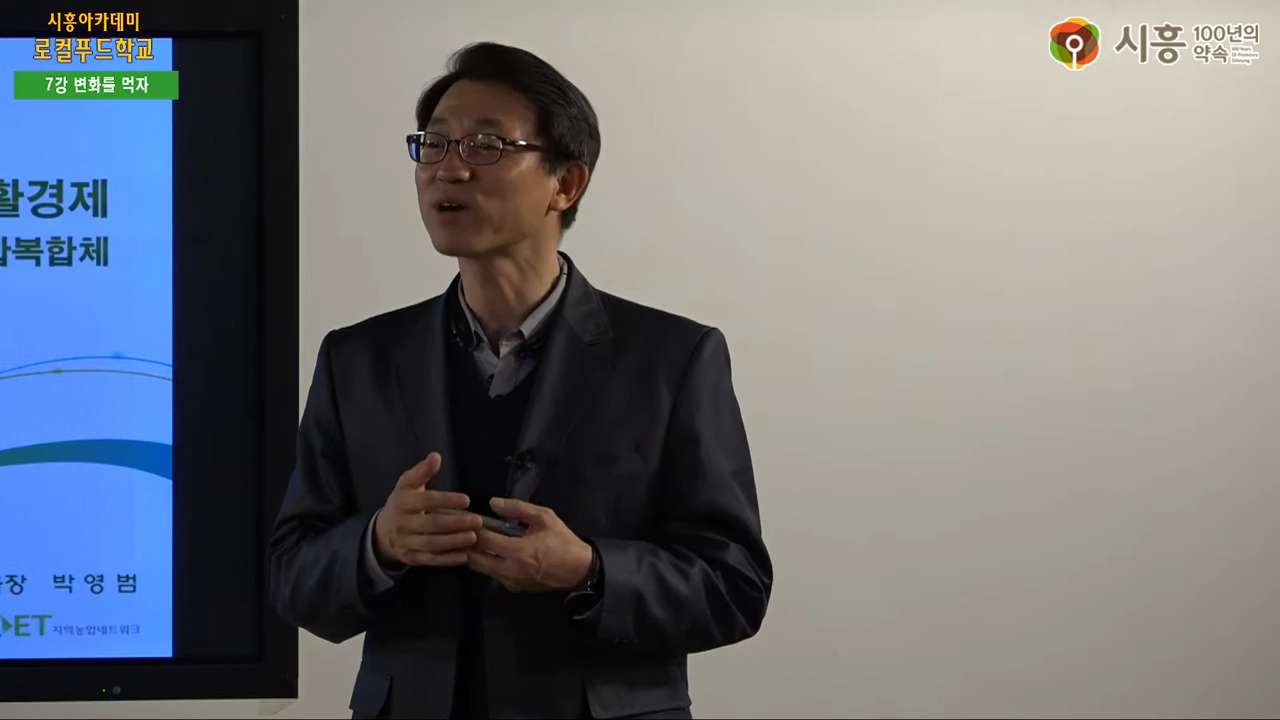 시흥아카데미
로컬푸드학교
7강 변화를 먹자
시흥 100년의 약속
활경제
복합체
장 박영범
ET 지역농업네트워크